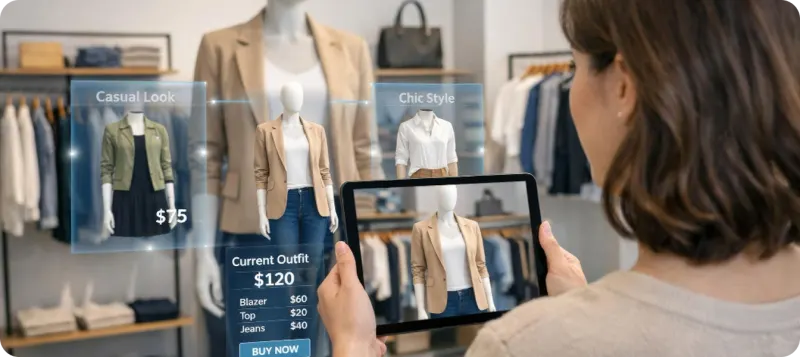 Casual Look
$75
Chic Style
Current Outfit
$120
Blazer $60
Top $20
Jeans $40
BUY NOW